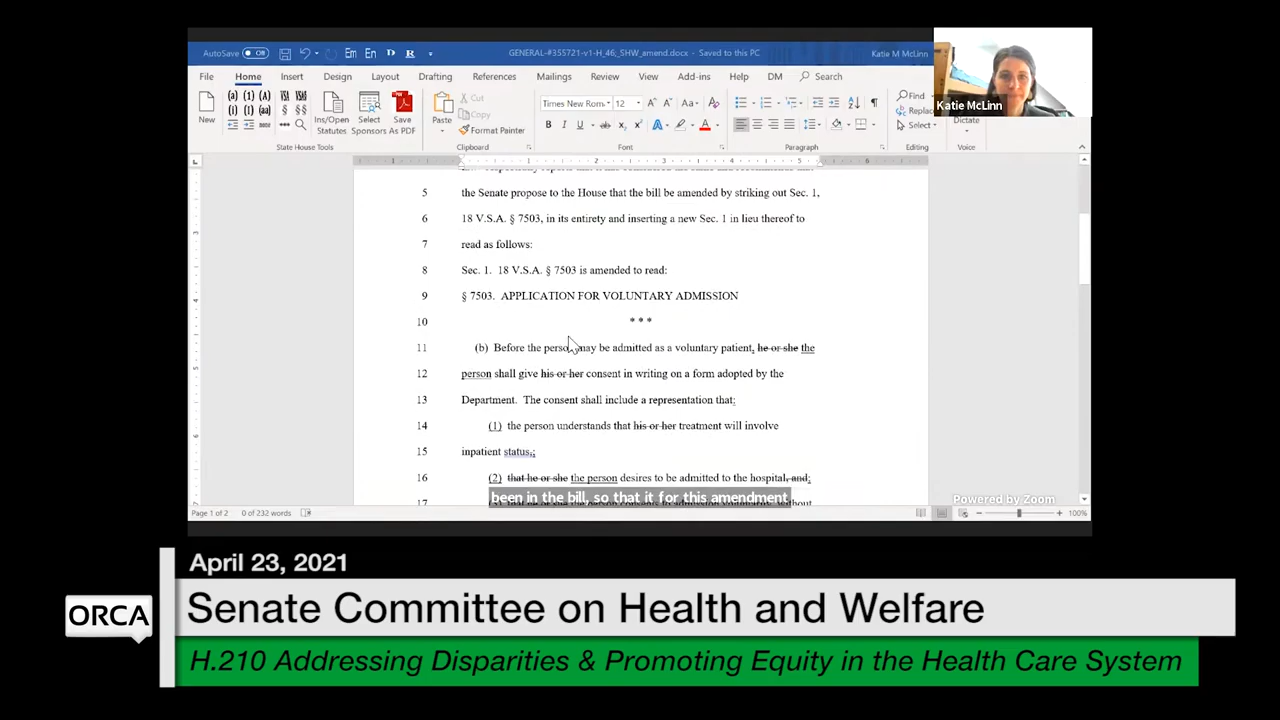 AutoSave Off
GENERAL-#355721-v1-H_46;_SHW_amend.docx - Saved to this PC
Katie M McLinn
File Home Insert Design Layout Drafting References Mailings Review Add-ins Help DM Search
New
Ins/Open Statutes
Select Sponsors
Save As PDF
State House Tools
Paste
Cut
Copy
Format Painter
Clipboard
Times New Roms 12
Font
Paragraph
Find
Replac
Select
Editing
Dictate
Voice
Katie McLinn
5 the Senate propose to the House that the bill be amended by striking out Sec. 1,
6 18 V.S.A. § 7503, in its entirety and inserting a new Sec. 1 in lieu thereof to
7 read as follows:
8 Sec. 1. 18 V.S.A. § 7503 is amended to read:
9 § 7503. APPLICATION FOR VOLUNTARY ADMISSION
10 * * *
11 (b) Before the person may be admitted as a voluntary patient, he or she the
12 person shall give his or her consent in writing on a form adopted by the
13 Department. The consent shall include a representation that:
14 (1) the person understands that his or her treatment will involve
15 inpatient status,;
16 (2) that he or she the person desires to be admitted to the hospital, and;
17
been in the bill, so that it for this amendment
Powered by Zoom
Page 1 of 2 0 of 232 words
100%
April 23, 2021
ORCA
Senate Committee on Health and Welfare
H.210 Addressing Disparities & Promoting Equity in the Health Care System